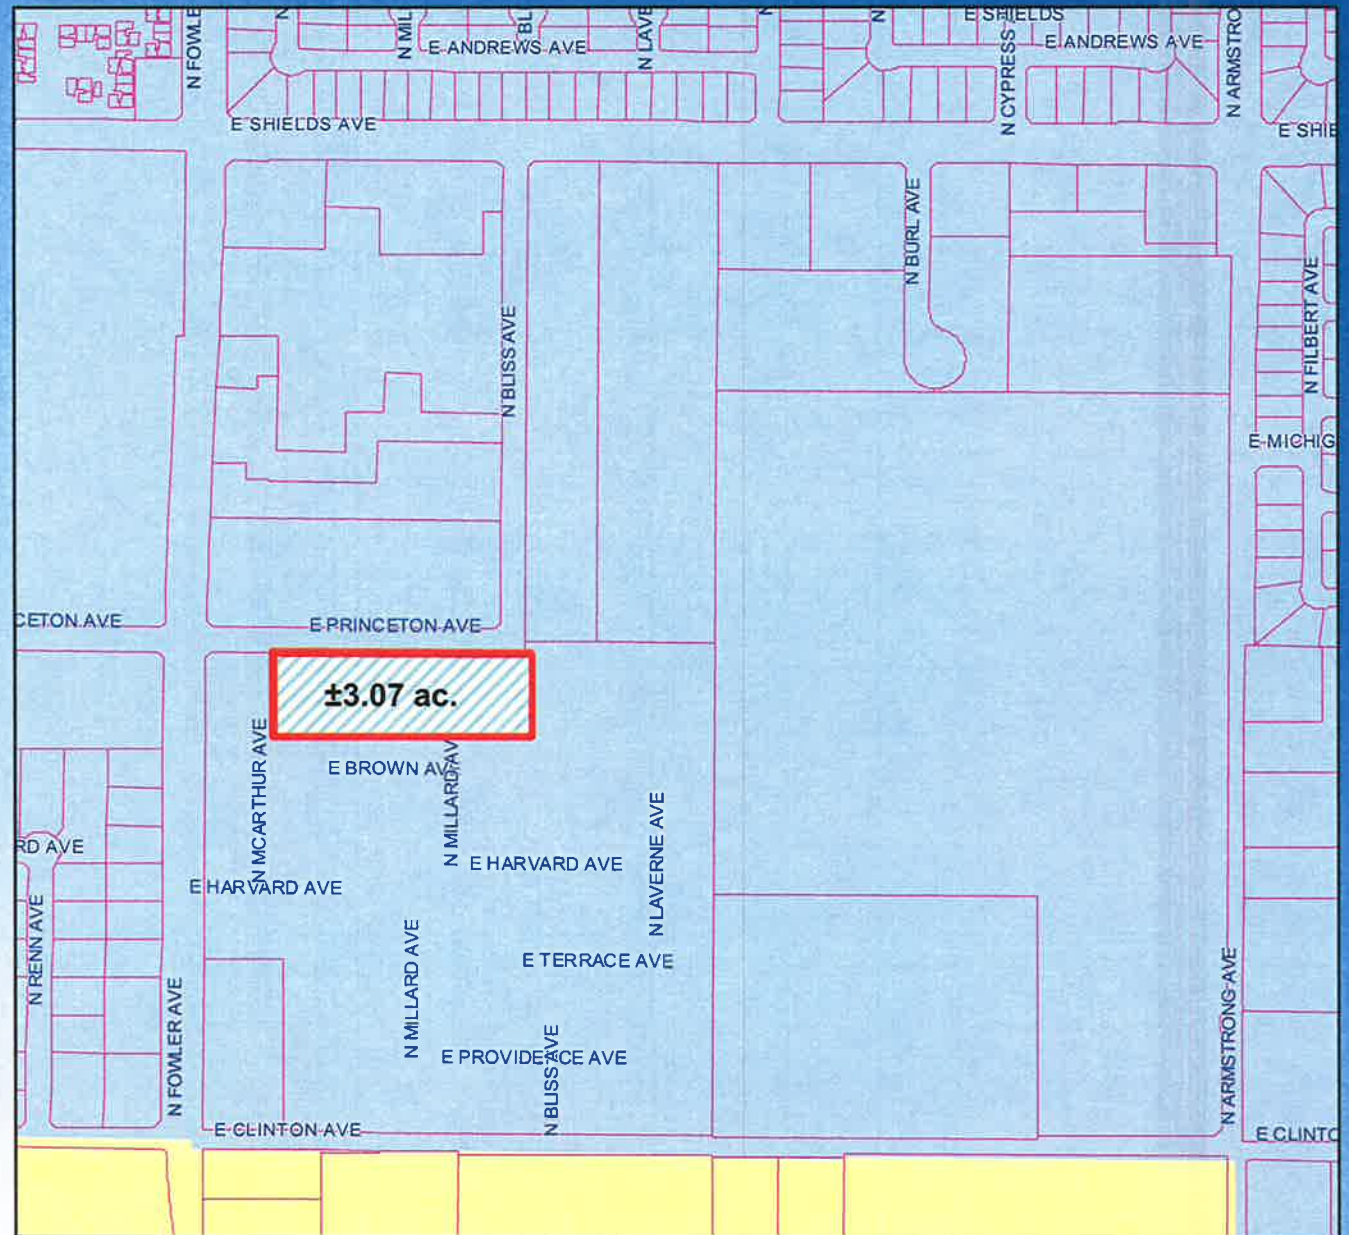 N FOWLE
N MIL
N BL
N LAVE
E SHIELDS
N CYPRESS
N ARMSTRO
E ANDREWS AVE
E ANDREWS AVE
E SHIELDS AVE
E SHIE
N BURL AVE
N FILBERT AVE
N BLISS AVE
E MICHIG
CETON AVE
E PRINCETON AVE
±3.07 ac.
N MCARTHUR AVE
E BROWN AV
N MILLARD AV
N LAVERNE AVE
RD AVE
E HARVARD AVE
E HARVARD AVE
N RENN AVE
N MILLARD AVE
E TERRACE AVE
N FOWLER AVE
N ARMSTRONG AVE
E PROVIDE CE AVE
N BLISS AVE
E CLINTON AVE
E CLINTO